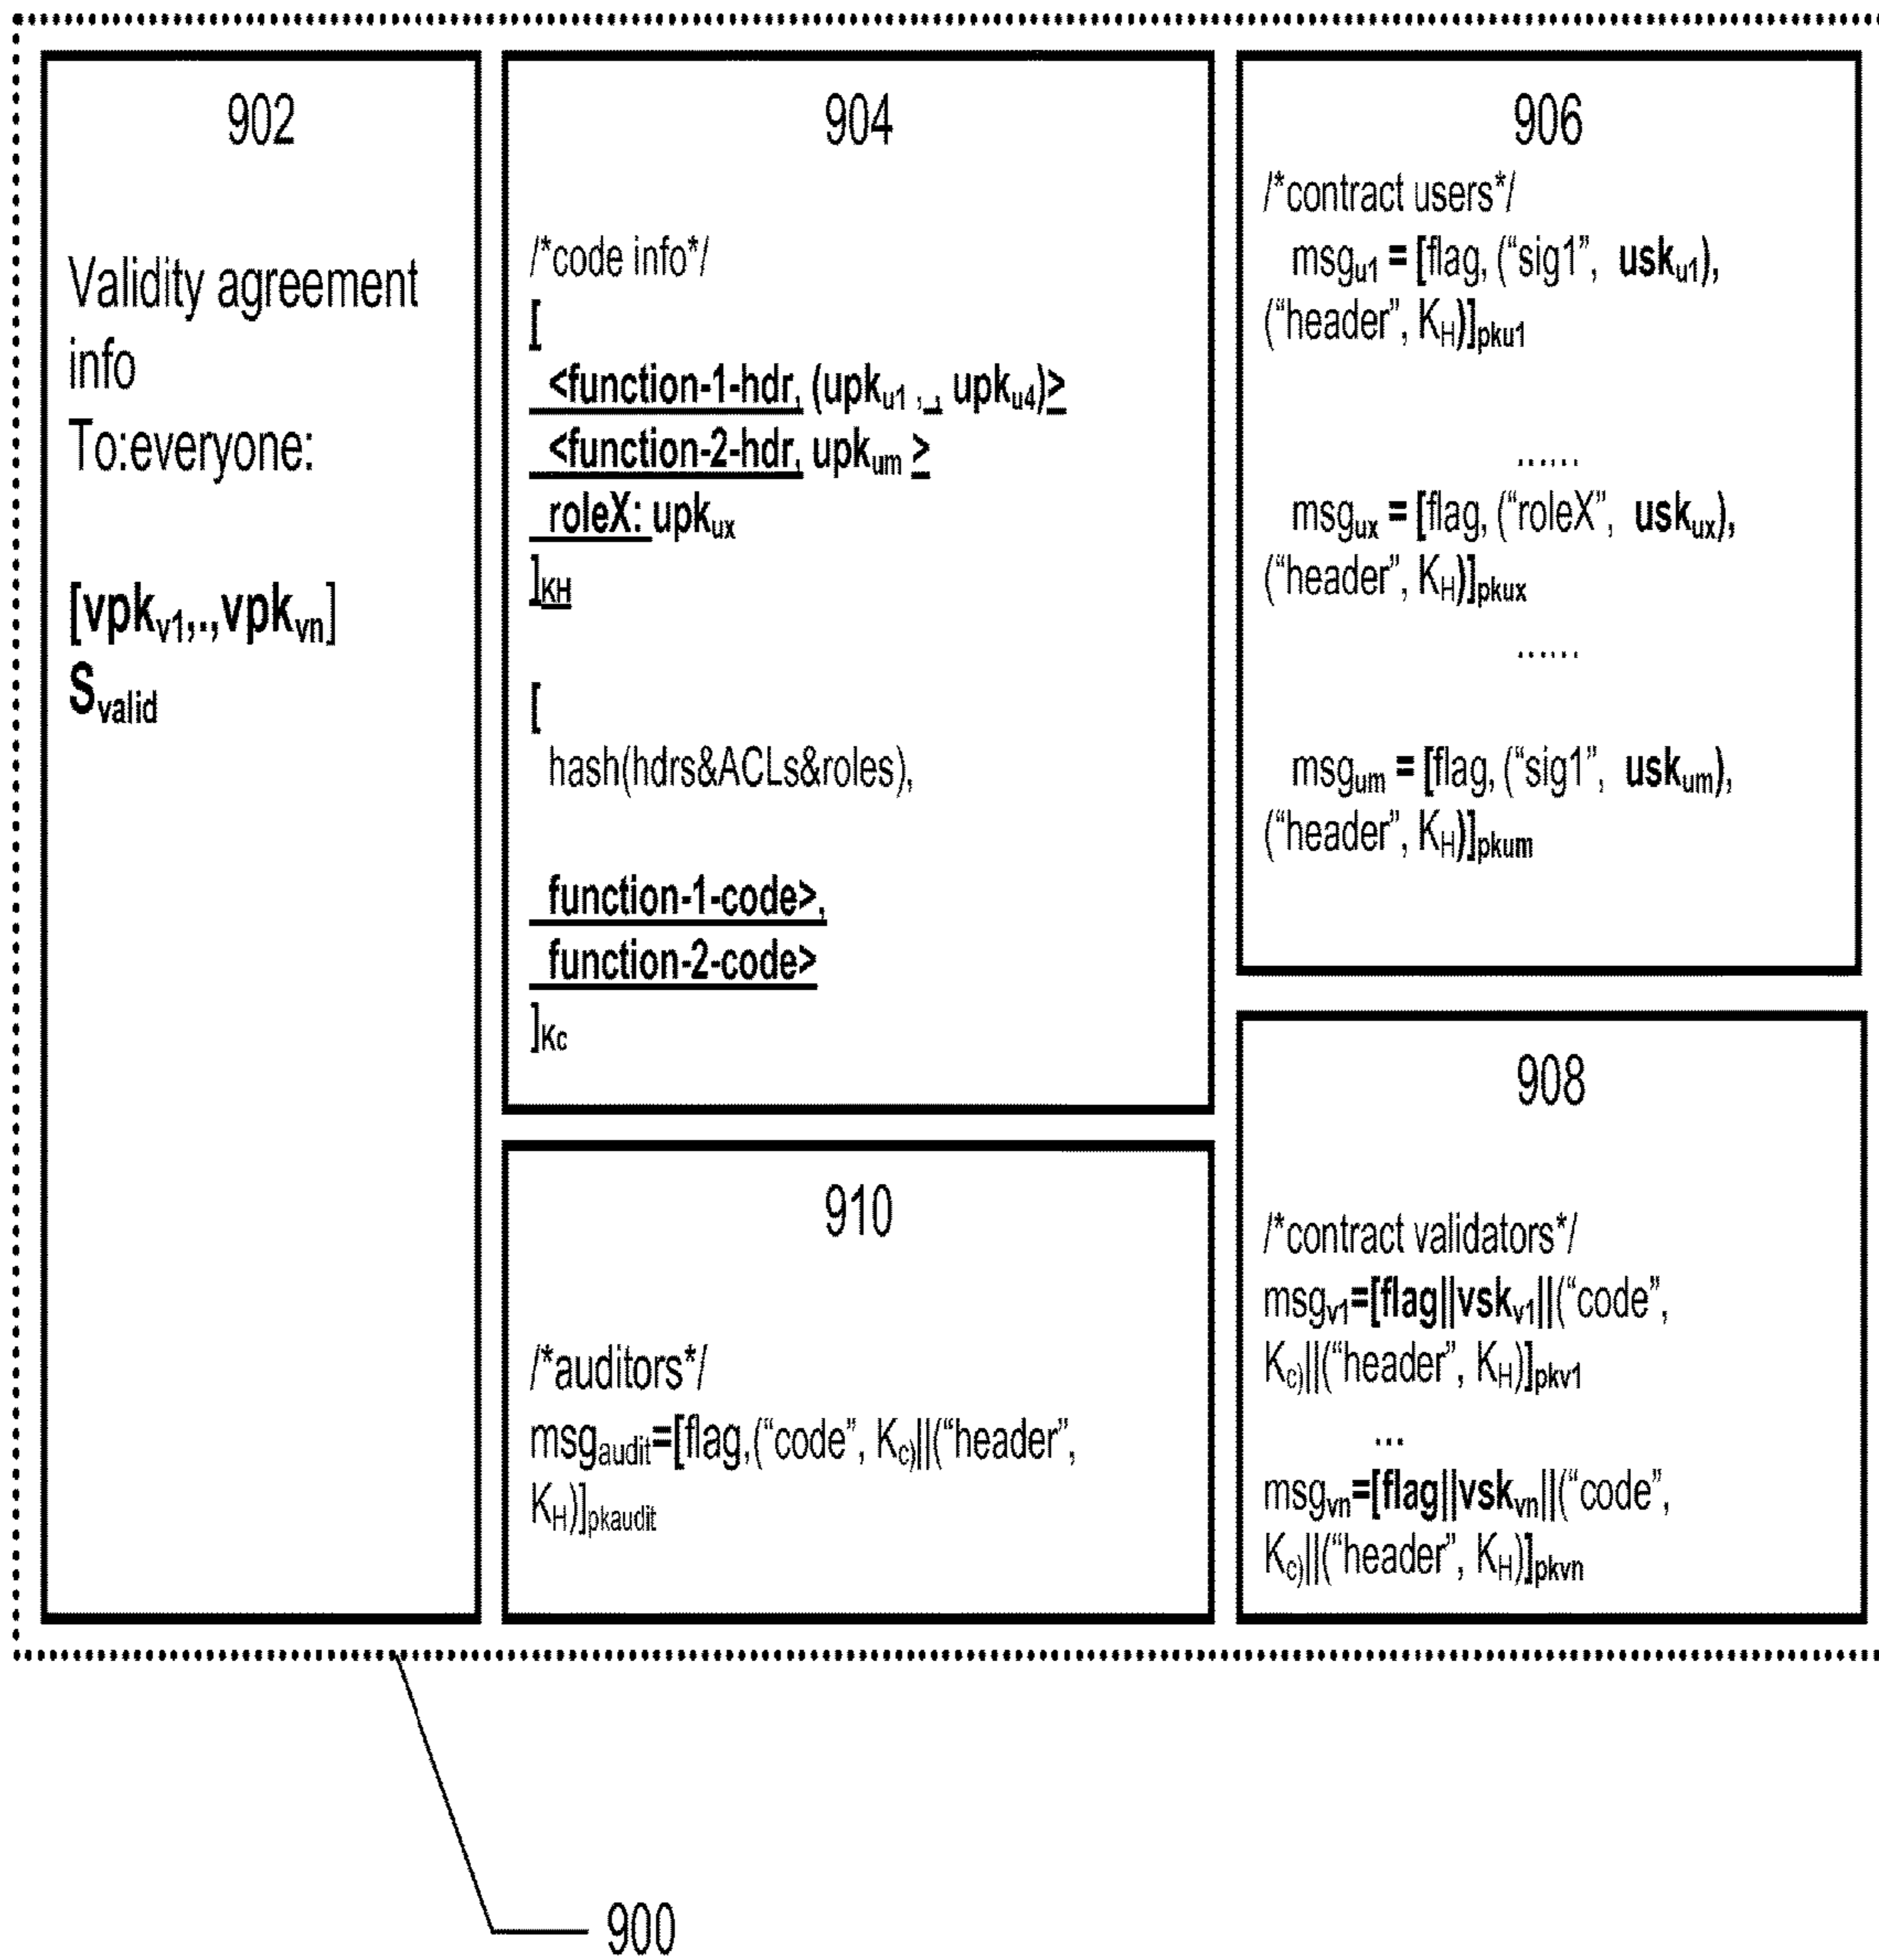 902
Validity agreement
info
To:everyone:
[vpkv1,.,vpkvn]
Svalid
904
/*code info*/
[
<function-1-hdr, (upku1 ,.., upku4)>
<function-2-hdr, upkum >
roleX: upkux
]KH
[
hash(hdrs&ACLs&roles),
function-1-code>,
function-2-code>
]Kc
906
/*contract users*/
msgu1 = [flag, (“sig1”, usku1),
(“header”, KH)]pku1
......
msgux = [flag, (“roleX”, uskux),
(“header”, KH)]pkux
......
msgum = [flag, (“sig1”, uskum),
(“header”, KH)]pkum
910
/*auditors*/
msgaudit=[flag,(“code”, Kc)||(“header”,
KH)]pkaudit
908
/*contract validators*/
msgv1=[flag||vskv1||(“code”,
Kc)||(“header”, KH)]pkv1
...
msgvn=[flag||vskvn||(“code”,
Kc)||(“header”, KH)]pkvn
900